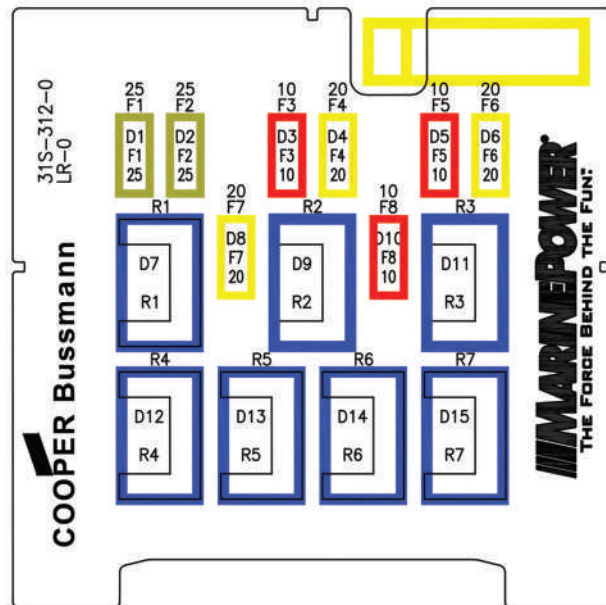 31S-312-0
LR-0
25 25 10 20 10 20
F1 F2 F3 F4 F5 F6
D1 D2 D3 D4 D5 D6
F1 F2 F3 F4 F5 F6
25 25 10 20 10 20
20 10
F7 F8
R1 R2 R3
D8 D10
F7 F8
20 10
D7 D9 D11
R1 R2 R3
R4 R5 R6 R7
D12 D13 D14 D15
R4 R5 R6 R7
COOPER Bussmann
MARINEPOWER®
THE FORCE BEHIND THE FUN!